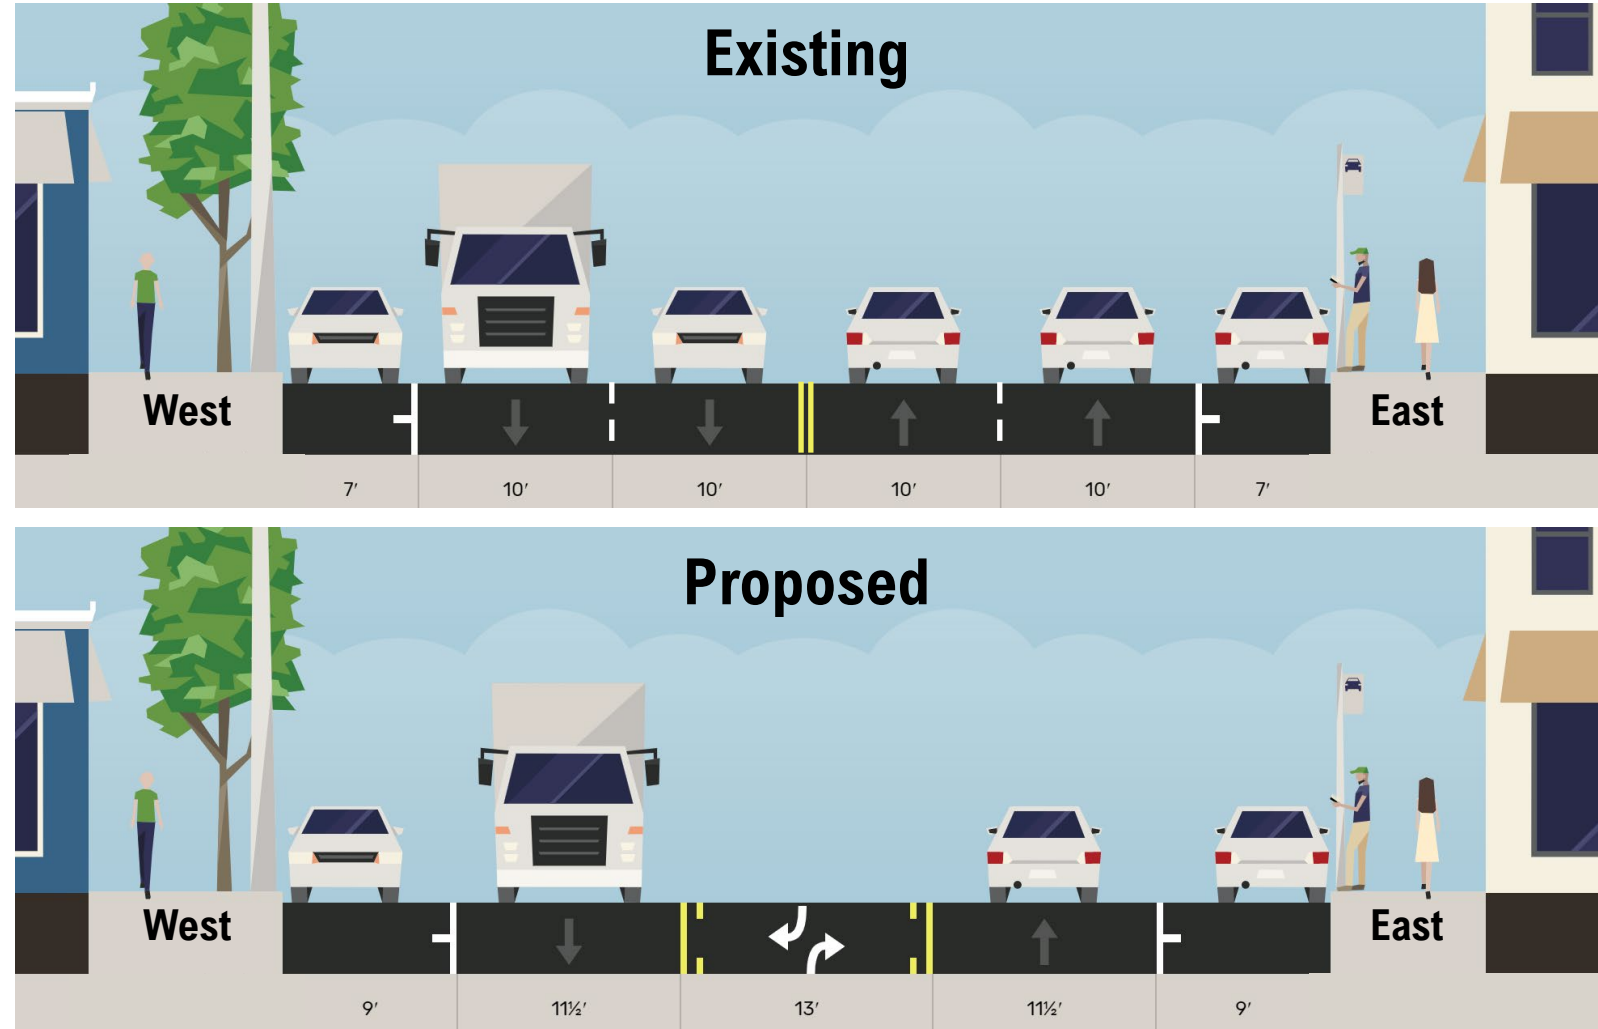 Existing
West
East
7′ 10′ 10′ 10′ 10′ 7′
Proposed
West
East
9′ 11½′ 13′ 11½′ 9′